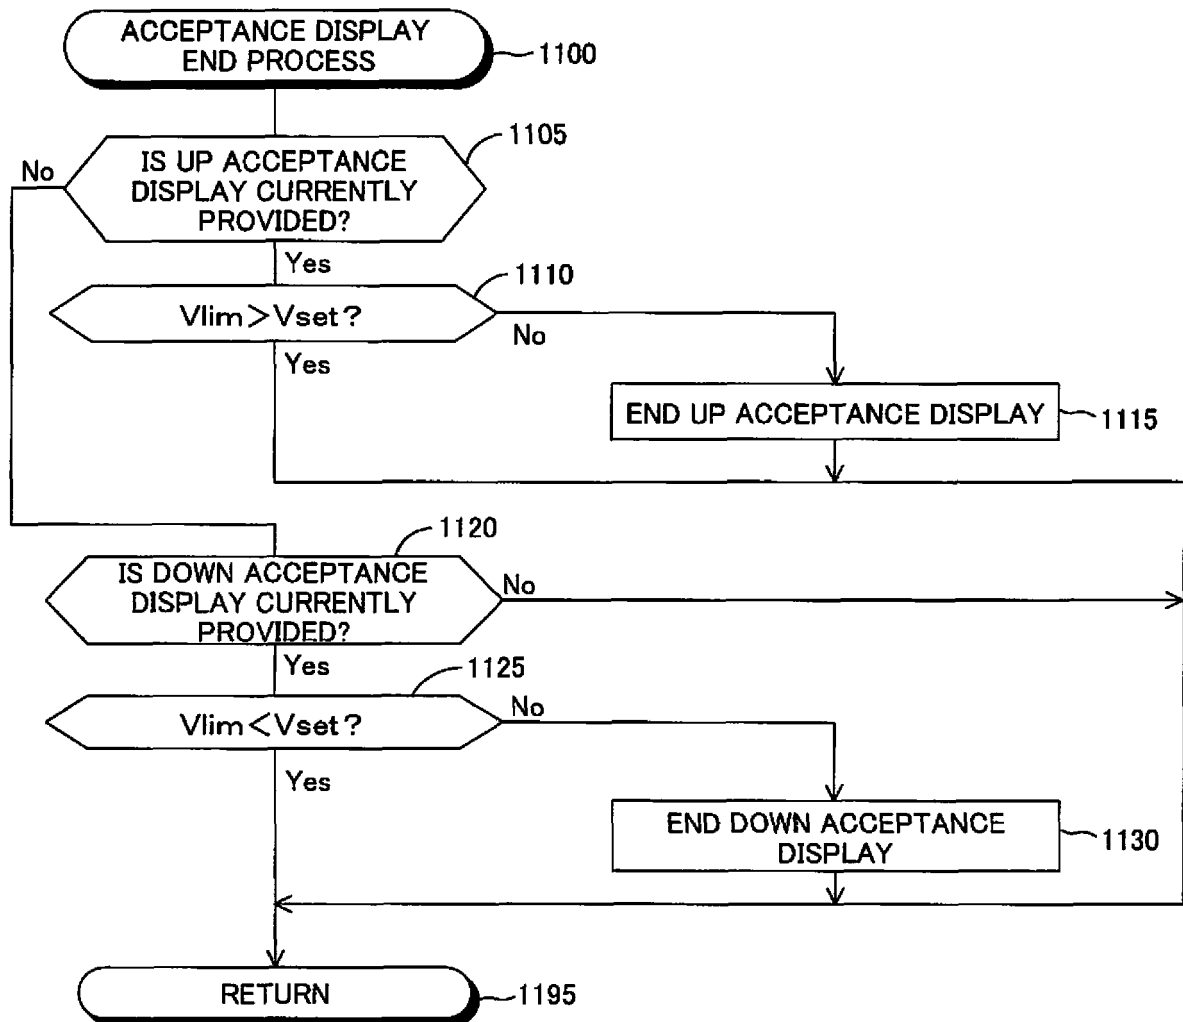 ACCEPTANCE DISPLAY
END PROCESS
1100
1105
No
IS UP ACCEPTANCE
DISPLAY CURRENTLY
PROVIDED?
Yes
1110
Vlim>Vset?
No
Yes
END UP ACCEPTANCE DISPLAY
1115
1120
IS DOWN ACCEPTANCE
DISPLAY CURRENTLY
PROVIDED?
No
Yes
1125
Vlim<Vset?
No
Yes
END DOWN ACCEPTANCE
DISPLAY
1130
RETURN
1195